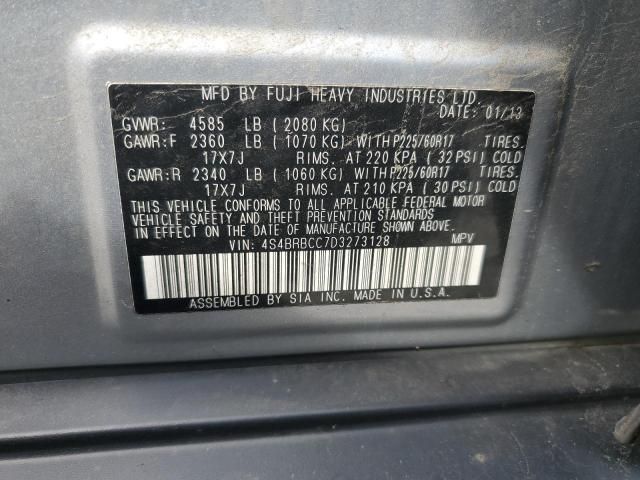 MFD BY FUJI HEAVY INDUSTRIES LTD.
DATE: 01/13
GVWR: 4585 LB ( 2080 KG)
GAWR:F 2360 LB ( 1070 KG) WITH P225/60R17 TIRES.
17X7J RIMS. AT 220 KPA ( 32 PSI) COLD
GAWR:R 2340 LB ( 1060 KG) WITH P225/60R17 TIRES.
17X7J RIMS. AT 210 KPA ( 30 PSI) COLD
THIS VEHICLE CONFORMS TO ALL APPLICABLE FEDERAL MOTOR
VEHICLE SAFETY AND THEFT PREVENTION STANDARDS
IN EFFECT ON THE DATE OF MANUFACTURE SHOWN ABOVE.
VIN: 4S4BRBCC7D3273128 MPV
ASSEMBLED BY SIA INC. MADE IN U.S.A.